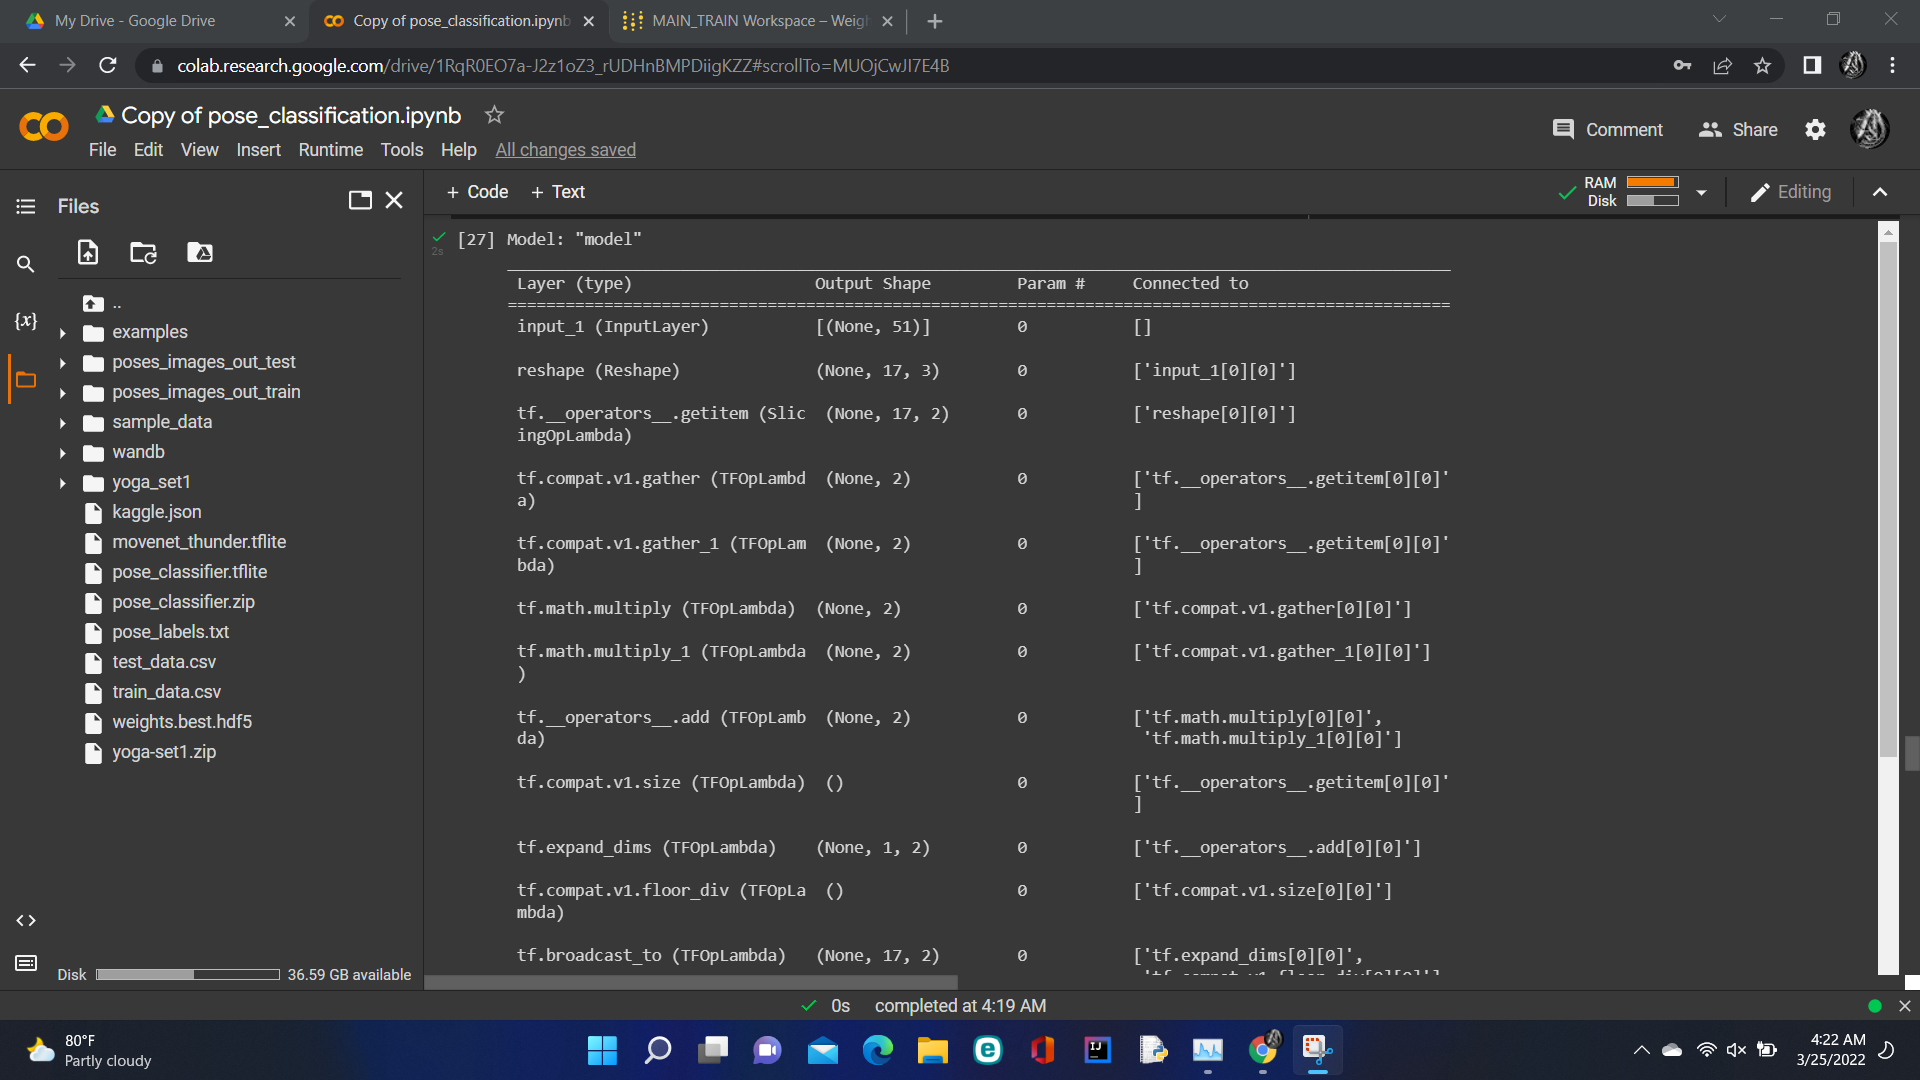 My Drive - Google Drive
Copy of pose_classification.ipynb
MAIN_TRAIN Workspace – Weigh
colab.research.google.com/drive/1RqR0EO7a-J2z1oZ3_rUDHnBMPDiigKZZ#scrollTo=MUOjCwJI7E4B
Copy of pose_classification.ipynb
Comment
Share
File Edit View Insert Runtime Tools Help All changes saved
Files
+ Code + Text
RAM
Disk
Editing
..
examples
poses_images_out_test
poses_images_out_train
sample_data
wandb
yoga_set1
kaggle.json
movenet_thunder.tflite
pose_classifier.tflite
pose_classifier.zip
pose_labels.txt
test_data.csv
train_data.csv
weights.best.hdf5
yoga-set1.zip
{x}
<>
Disk 36.59 GB available
2s
[27] Model: "model"
Layer (type) Output Shape Param # Connected to
==================================================================================================
input_1 (InputLayer) [(None, 51)] 0 []
reshape (Reshape) (None, 17, 3) 0 ['input_1[0][0]']
tf.__operators__.getitem (Slic (None, 17, 2) 0 ['reshape[0][0]']
ingOpLambda)
tf.compat.v1.gather (TFOpLambd (None, 2) 0 ['tf.__operators__.getitem[0][0]'
a) ]
tf.compat.v1.gather_1 (TFOpLam (None, 2) 0 ['tf.__operators__.getitem[0][0]'
bda) ]
tf.math.multiply (TFOpLambda) (None, 2) 0 ['tf.compat.v1.gather[0][0]']
tf.math.multiply_1 (TFOpLambda (None, 2) 0 ['tf.compat.v1.gather_1[0][0]']
)
tf.__operators__.add (TFOpLamb (None, 2) 0 ['tf.math.multiply[0][0]',
da) 'tf.math.multiply_1[0][0]']
tf.compat.v1.size (TFOpLambda) () 0 ['tf.__operators__.getitem[0][0]'
]
tf.expand_dims (TFOpLambda) (None, 1, 2) 0 ['tf.__operators__.add[0][0]']
tf.compat.v1.floor_div (TFOpLa () 0 ['tf.compat.v1.size[0][0]']
mbda)
tf.broadcast_to (TFOpLambda) (None, 17, 2) 0 ['tf.expand_dims[0][0]',
'tf.compat.v1.floor_div[0][0]']
0s completed at 4:19 AM
80°F
Partly cloudy
4:22 AM
3/25/2022